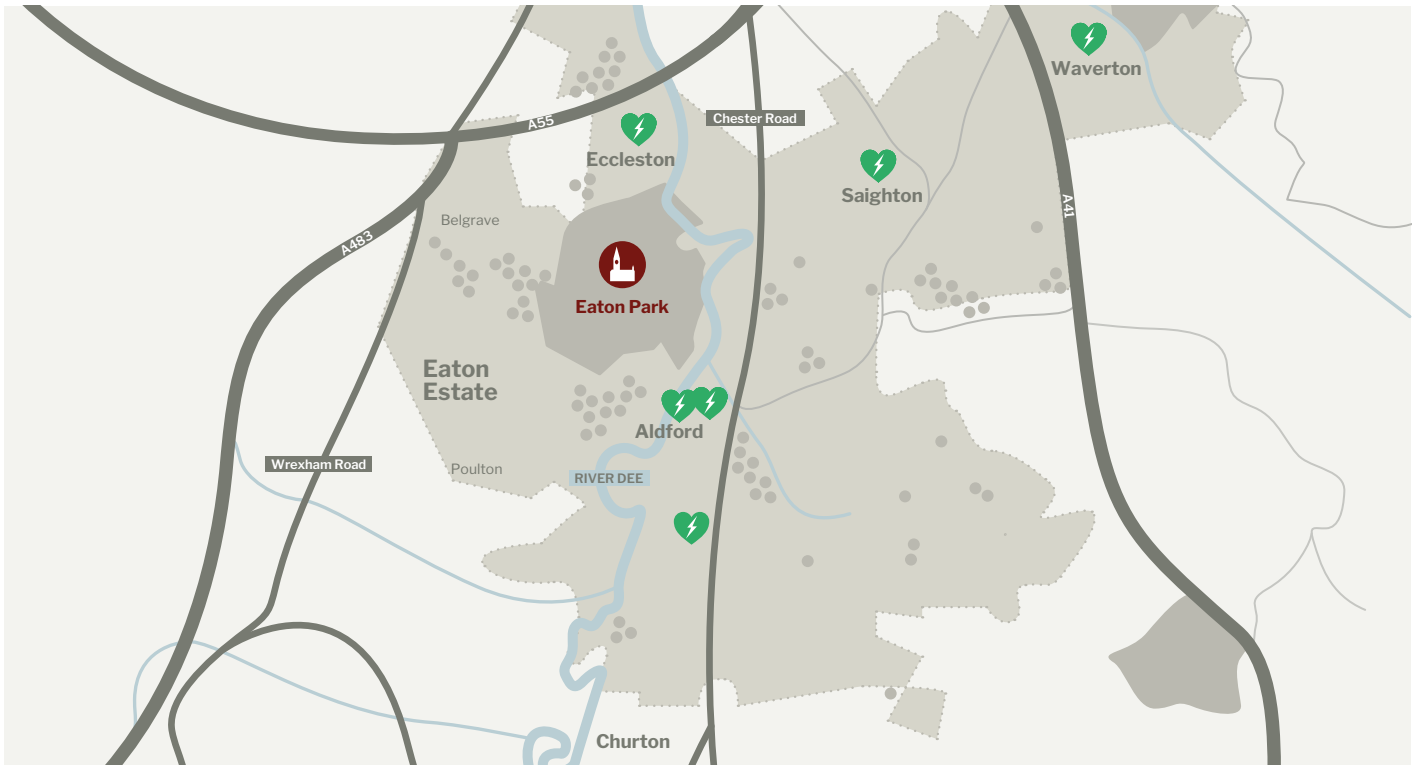 Waverton
Chester Road
A55
Eccleston
Saighton
A41
Belgrave
A483
Eaton Park
Eaton
Estate
Aldford
Wrexham Road
Poulton
RIVER DEE
Churton